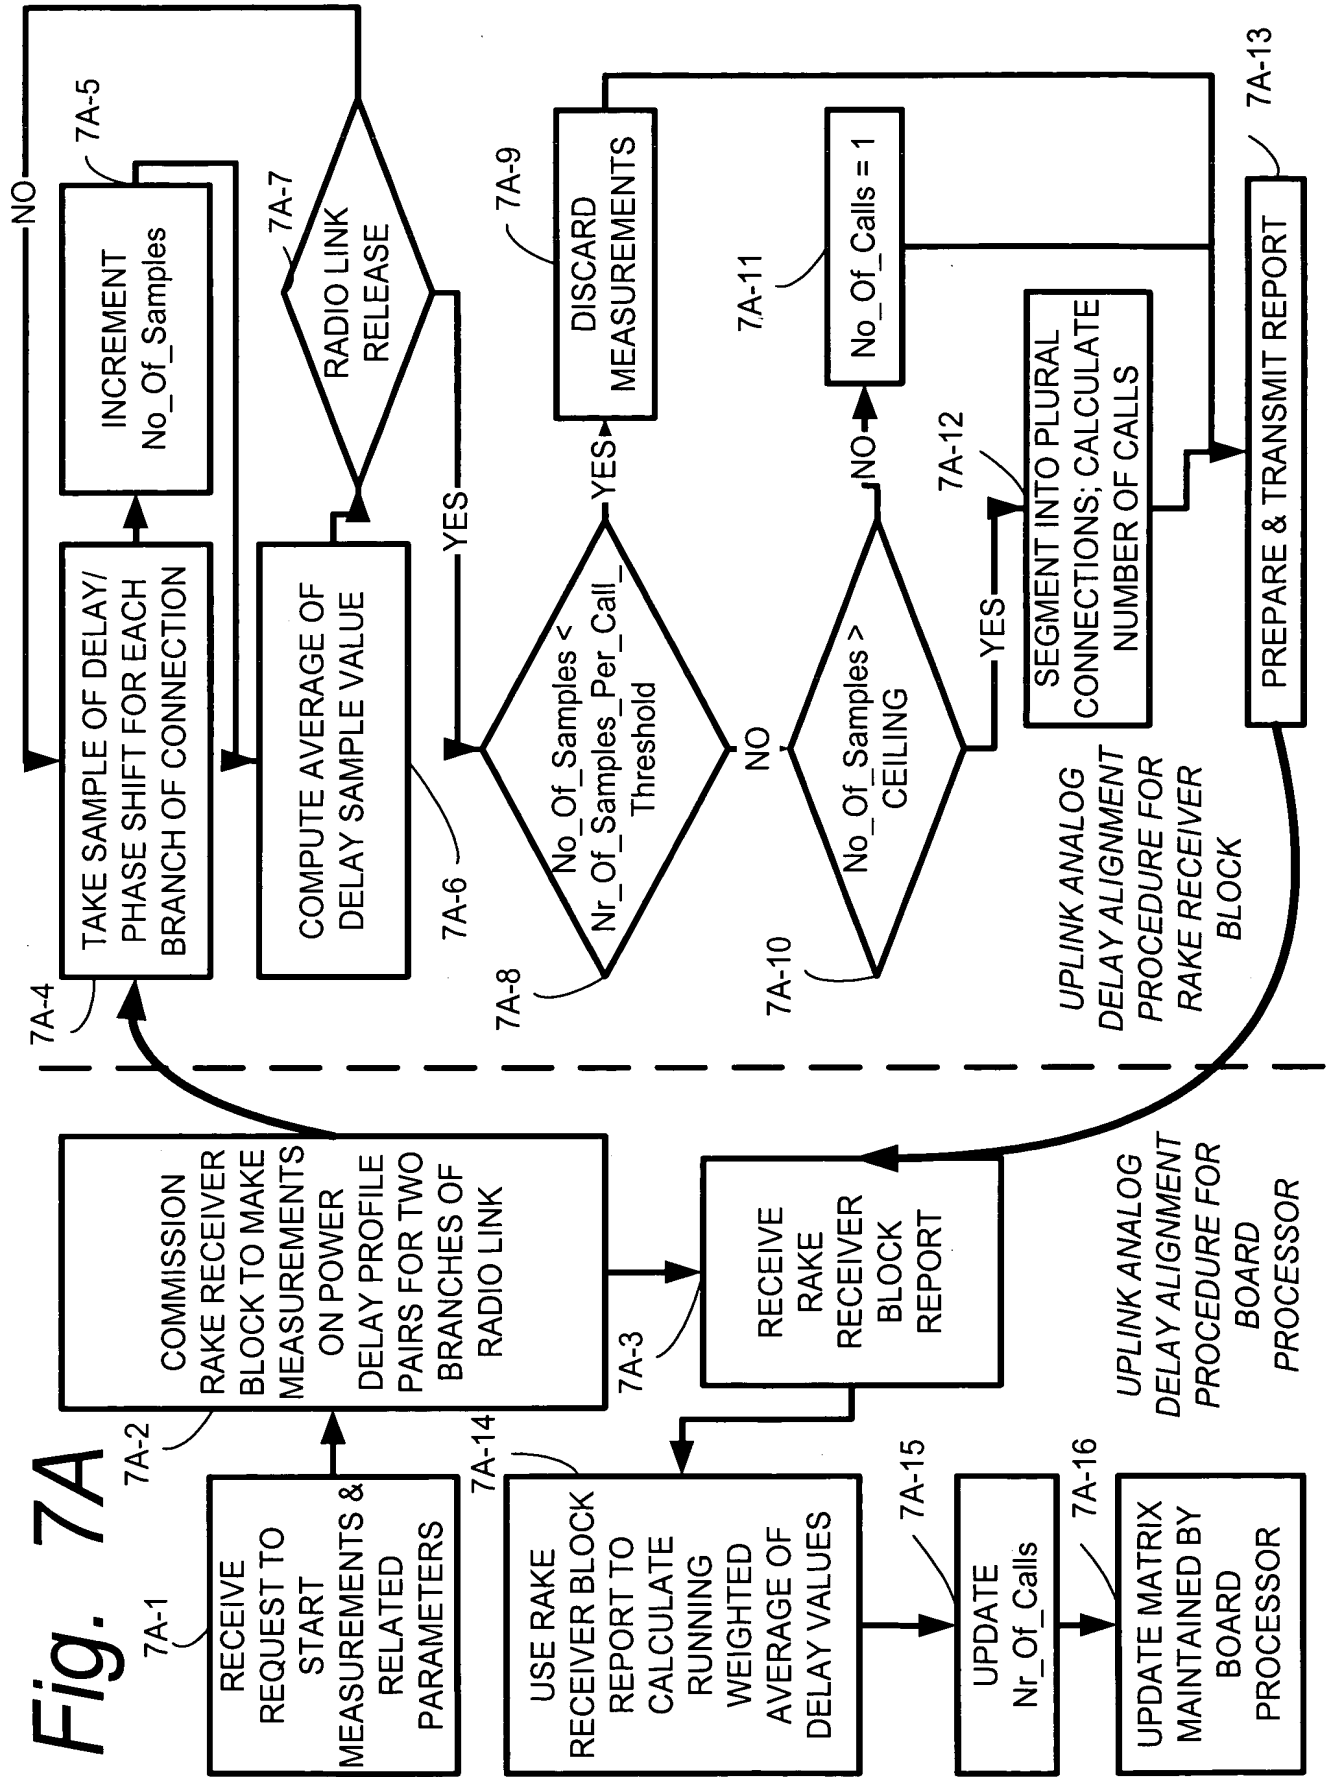 Fig. 7A
7A-1
RECEIVE
REQUEST TO
START
MEASUREMENTS &
RELATED
PARAMETERS
7A-2
COMMISSION
RAKE RECEIVER
BLOCK TO MAKE
MEASUREMENTS
ON POWER
DELAY PROFILE
PAIRS FOR TWO
BRANCHES OF
RADIO LINK
7A-3
RECEIVE
RAKE
RECEIVER
BLOCK
REPORT
7A-14
USE RAKE
RECEIVER BLOCK
REPORT TO
CALCULATE
RUNNING
WEIGHTED
AVERAGE OF
DELAY VALUES
7A-15
UPDATE
Nr_Of_Calls
7A-16
UPDATE MATRIX
MAINTAINED BY
BOARD
PROCESSOR
UPLINK ANALOG
DELAY ALIGNMENT
PROCEDURE FOR
BOARD
PROCESSOR
7A-4
TAKE SAMPLE OF DELAY/
PHASE SHIFT FOR EACH
BRANCH OF CONNECTION
7A-5
INCREMENT
No_Of_Samples
NO
7A-6
COMPUTE AVERAGE OF
DELAY SAMPLE VALUE
7A-7
RADIO LINK
RELEASE
YES
7A-8
No_Of_Samples <
Nr_Of_Samples_Per_Call_
Threshold
YES
7A-9
DISCARD
MEASUREMENTS
NO
7A-10
No_Of_Samples >
CEILING
NO
7A-11
No_Of_Calls = 1
YES
7A-12
SEGMENT INTO PLURAL
CONNECTIONS; CALCULATE
NUMBER OF CALLS
7A-13
PREPARE & TRANSMIT REPORT
UPLINK ANALOG
DELAY ALIGNMENT
PROCEDURE FOR
RAKE RECEIVER
BLOCK